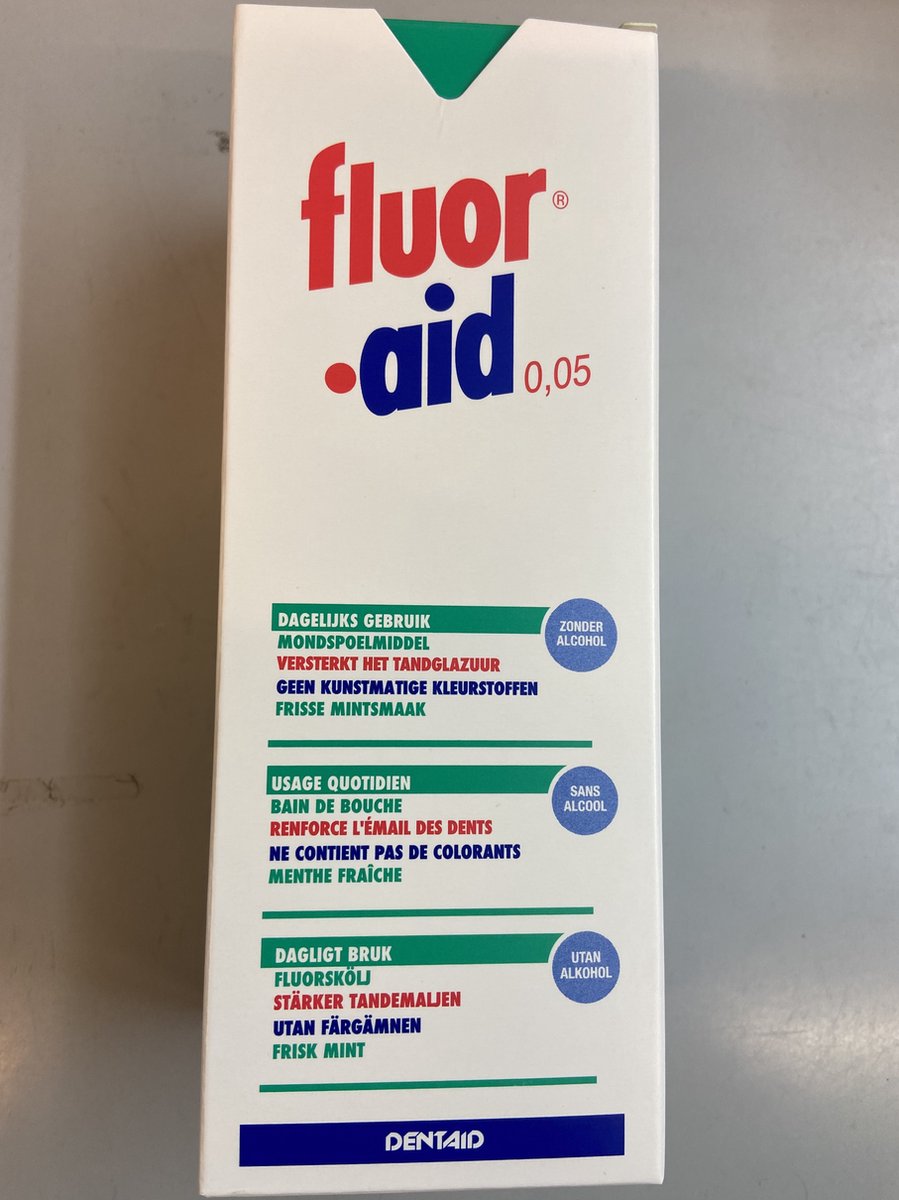 fluor®
·aid 0,05
DAGELIJKS GEBRUIK
MONDSPOELMIDDEL
VERSTERKT HET TANDGLAZUUR
GEEN KUNSTMATIGE KLEURSTOFFEN
FRISSE MINTSMAAK
ZONDER
ALCOHOL
USAGE QUOTIDIEN
BAIN DE BOUCHE
RENFORCE L'ÉMAIL DES DENTS
NE CONTIENT PAS DE COLORANTS
MENTHE FRAÎCHE
SANS
ALCOOL
DAGLIGT BRUK
FLUORSKÖLJ
STÄRKER TANDEMALJEN
UTAN FÄRGÄMNEN
FRISK MINT
UTAN
ALKOHOL
DENTAID